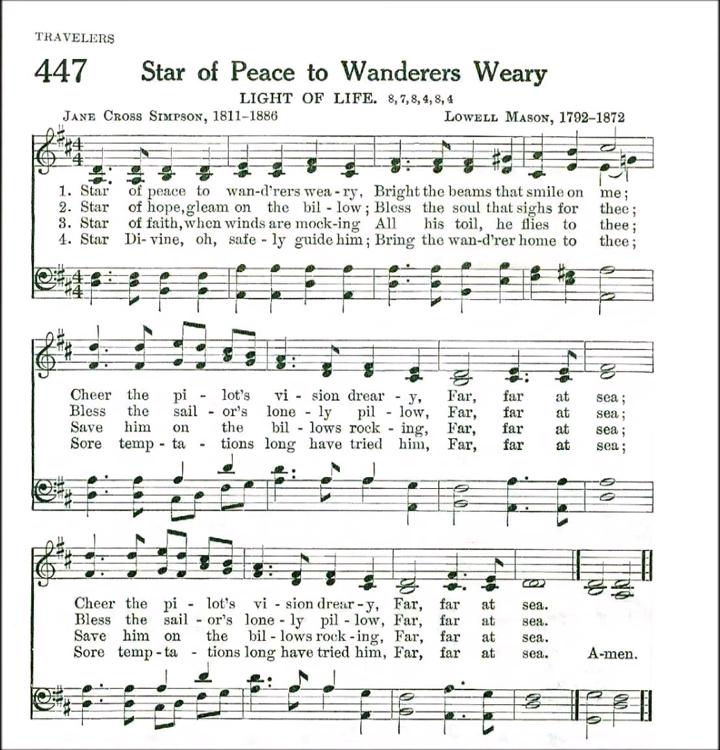 TRAVELERS
447 Star of Peace to Wanderers Weary
LIGHT OF LIFE. 8, 7, 8, 4, 8, 4
JANE CROSS SIMPSON, 1811–1886 LOWELL MASON, 1792–1872
4 4
1. Star of peace to wan-d'rers wea - ry, Bright the beams that smile on me;
2. Star of hope, gleam on the bil - low; Bless the soul that sighs for thee;
3. Star of faith, when winds are mock-ing All his toil, he flies to thee;
4. Star Di - vine, oh, safe - ly guide him; Bring the wan-d'rer home to thee;
4 4
Cheer the pi - lot's vi - sion drear - y, Far, far at sea;
Bless the sail - or's lone - ly pil - low, Far, far at sea;
Save him on the bil - lows rock - ing, Far, far at sea;
Sore temp - ta - tions long have tried him, Far, far at sea;
Cheer the pi - lot's vi - sion drear - y, Far, far at sea.
Bless the sail - or's lone - ly pil - low, Far, far at sea.
Save him on the bil - lows rock - ing, Far, far at sea.
Sore temp - ta - tions long have tried him, Far, far at sea. A-men.